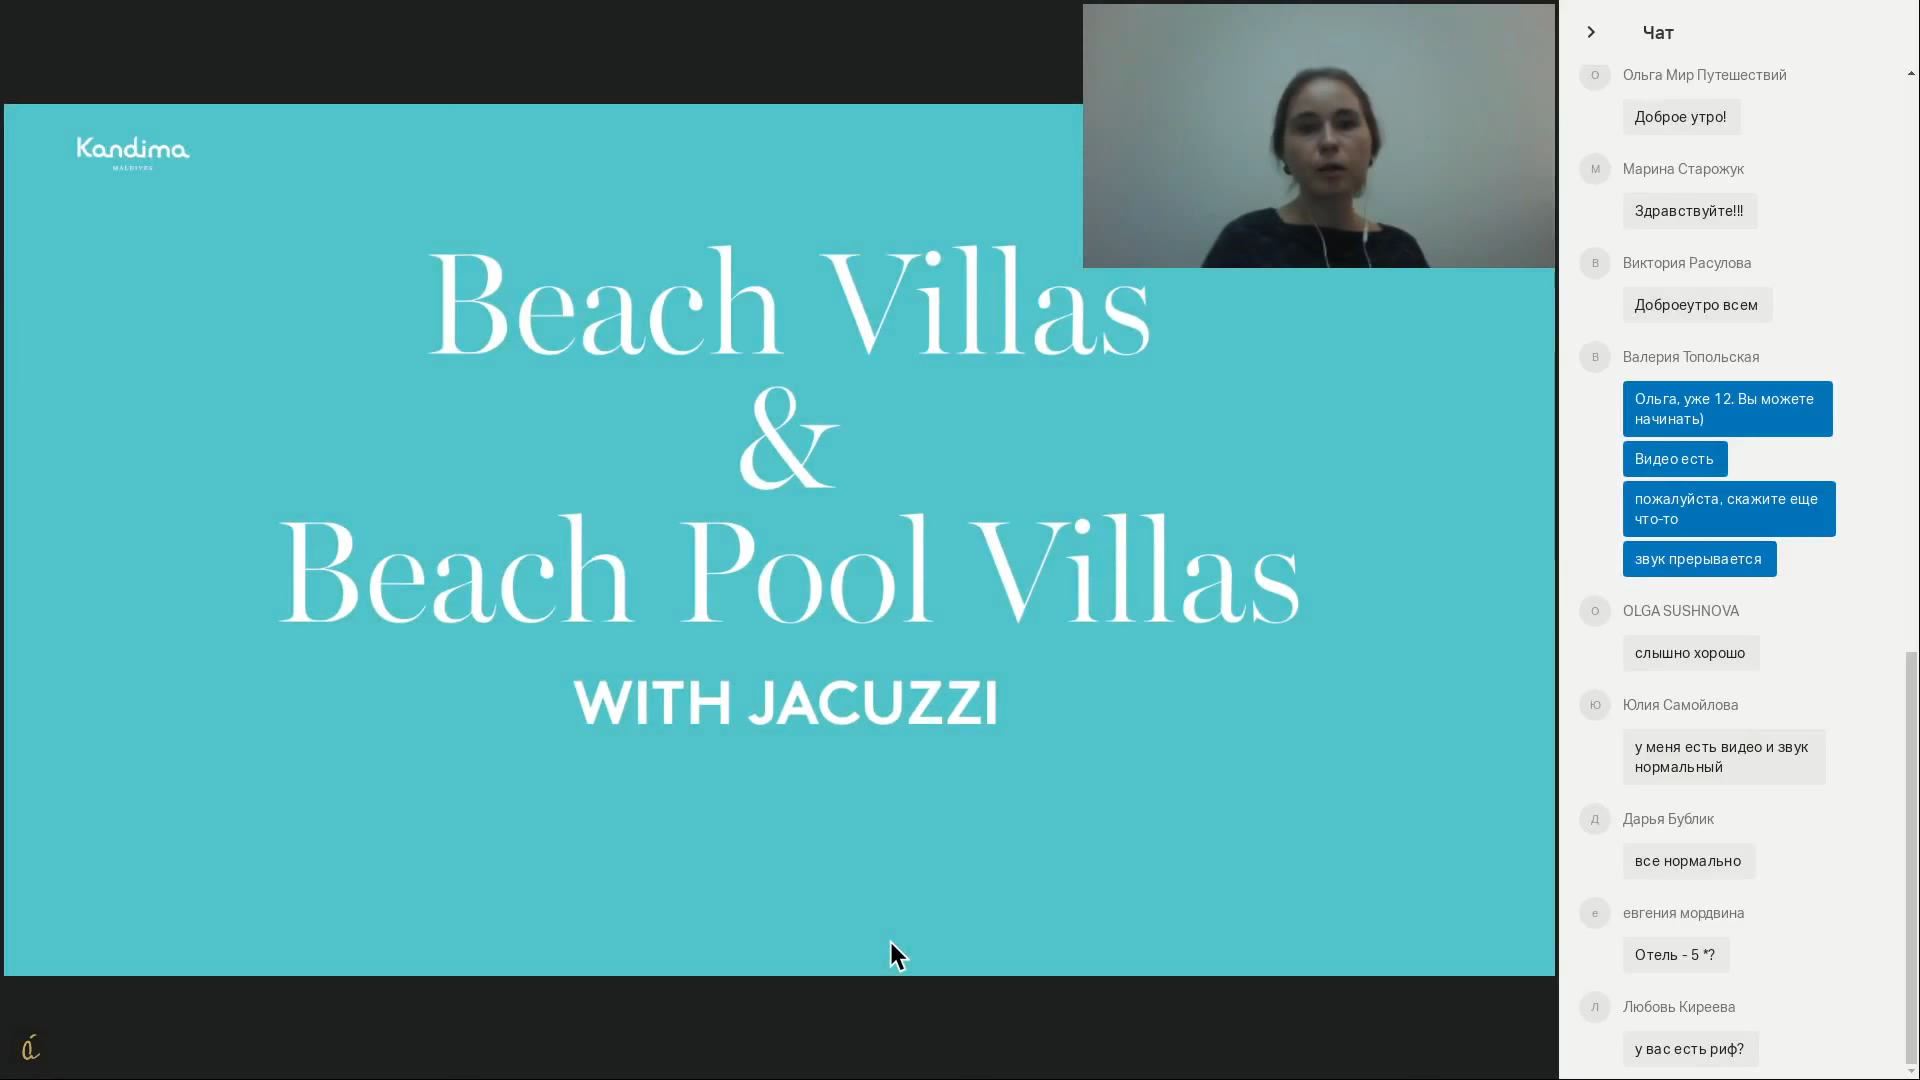 Kandima
MALDIVES
Beach Villas
&
Beach Pool Villas
WITH JACUZZI
Чат
О
Ольга Мир Путешествий
Доброе утро!
М
Марина Старожук
Здравствуйте!!!
В
Виктория Расулова
Доброеутро всем
В
Валерия Топольская
Ольга, уже 12. Вы можете
начинать)
Видео есть
пожалуйста, скажите еще
что-то
звук прерывается
O
OLGA SUSHNOVA
слышно хорошо
Ю
Юлия Самойлова
у меня есть видео и звук
нормальный
Д
Дарья Бублик
все нормально
е
евгения мордвина
Отель - 5 *?
Л
Любовь Киреева
у вас есть риф?
á